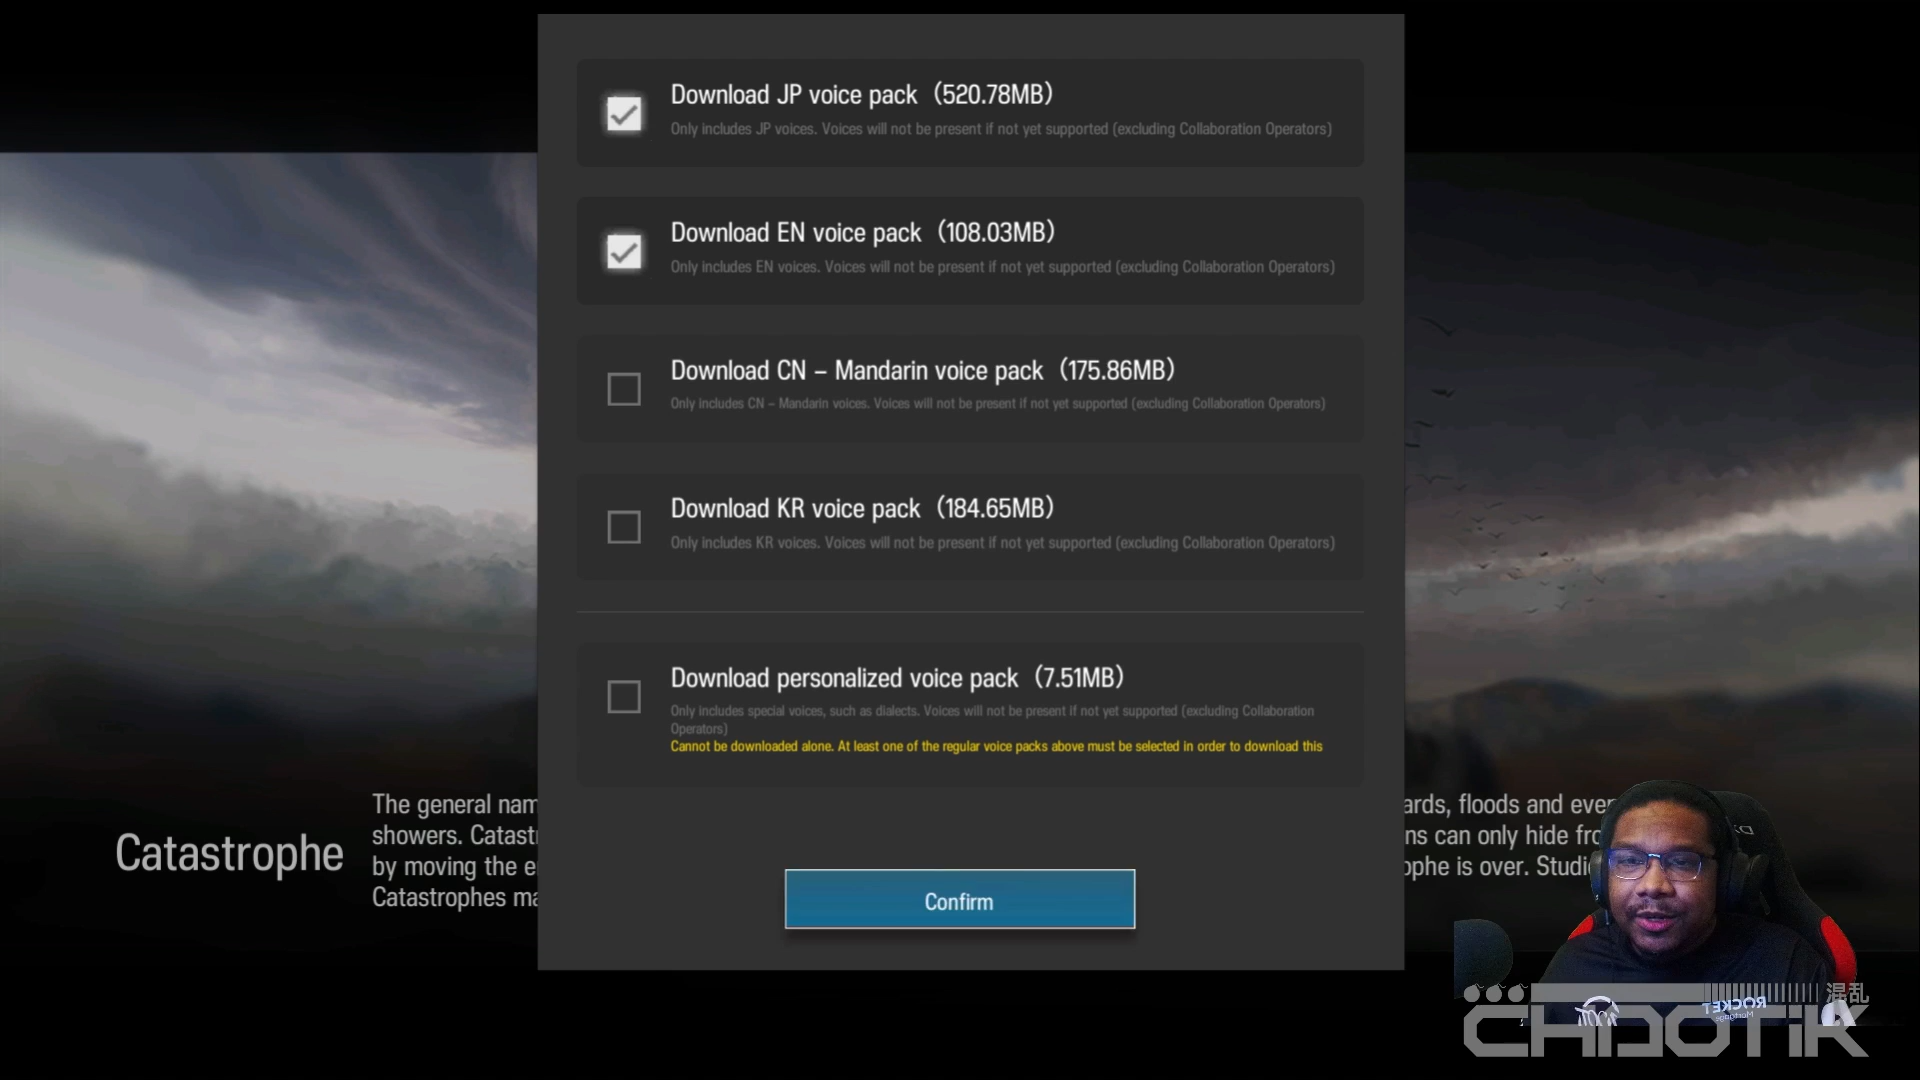 Download JP voice pack（520.78MB）
Only includes JP voices. Voices will not be present if not yet supported (excluding Collaboration Operators)
Download EN voice pack（108.03MB）
Only includes EN voices. Voices will not be present if not yet supported (excluding Collaboration Operators)
Download CN – Mandarin voice pack（175.86MB）
Only includes CN – Mandarin voices. Voices will not be present if not yet supported (excluding Collaboration Operators)
Download KR voice pack（184.65MB）
Only includes KR voices. Voices will not be present if not yet supported (excluding Collaboration Operators)
Download personalized voice pack（7.51MB）
Only includes special voices, such as dialects. Voices will not be present if not yet supported (excluding Collaboration
Operators)
Cannot be downloaded alone. At least one of the regular voice packs above must be selected in order to download this
Confirm
Catastrophe
The general nam
showers. Catast
by moving the e
Catastrophes ma
ards, floods and ever
ns can only hide fro
ophe is over. Studi
ROCKET
Mortgage
混乱
CHAOTIK